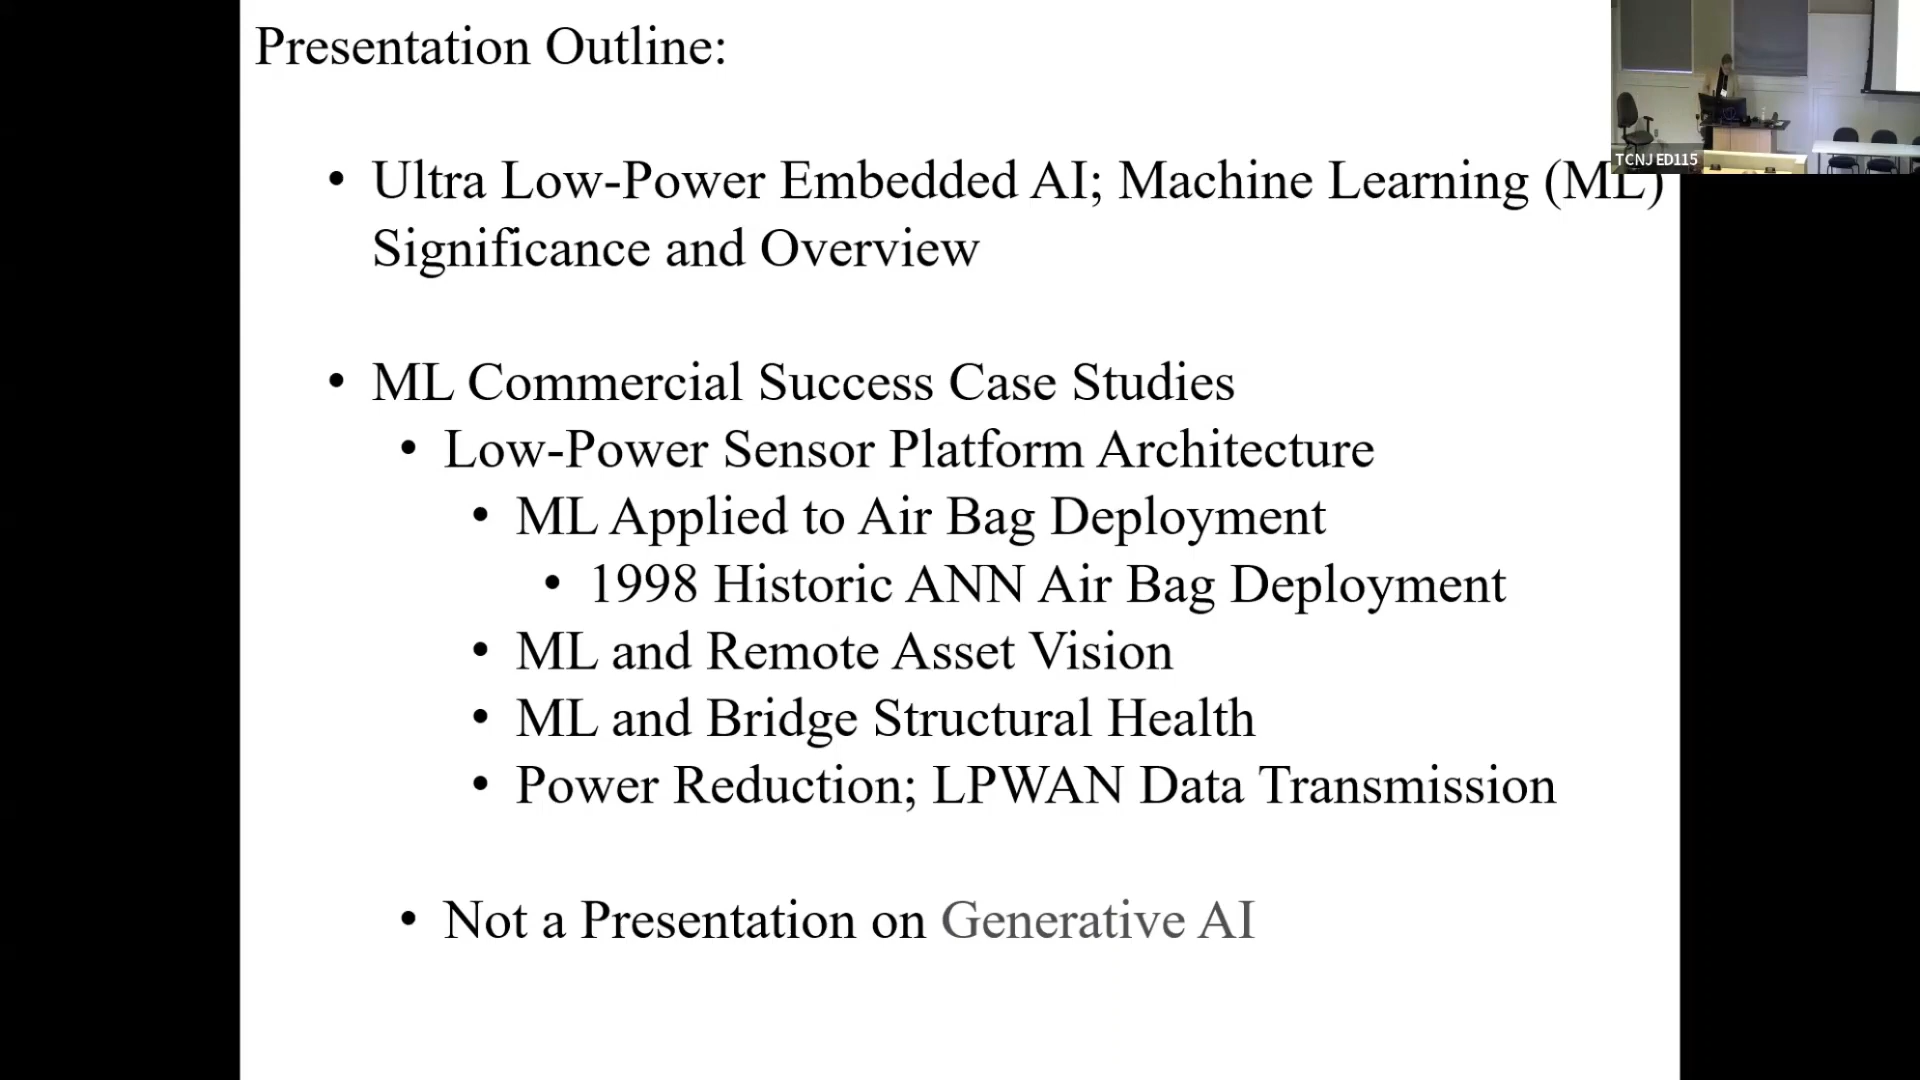 Presentation Outline:
• Ultra Low-Power Embedded AI; Machine Learning (ML)
Significance and Overview
• ML Commercial Success Case Studies
• Low-Power Sensor Platform Architecture
• ML Applied to Air Bag Deployment
• 1998 Historic ANN Air Bag Deployment
• ML and Remote Asset Vision
• ML and Bridge Structural Health
• Power Reduction; LPWAN Data Transmission
• Not a Presentation on Generative AI
TCNJ ED115